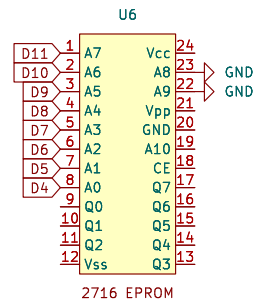 U6
D11 1 A7 Vcc 24
D10 2 A6 A8 23 GND
D9 3 A5 A9 22 GND
D8 4 A4 Vpp 21
D7 5 A3 GND 20
D6 6 A2 A10 19
D5 7 A1 CE 18
D4 8 A0 Q7 17
9 Q0 Q6 16
10 Q1 Q5 15
11 Q2 Q4 14
12 Vss Q3 13
2716 EPROM